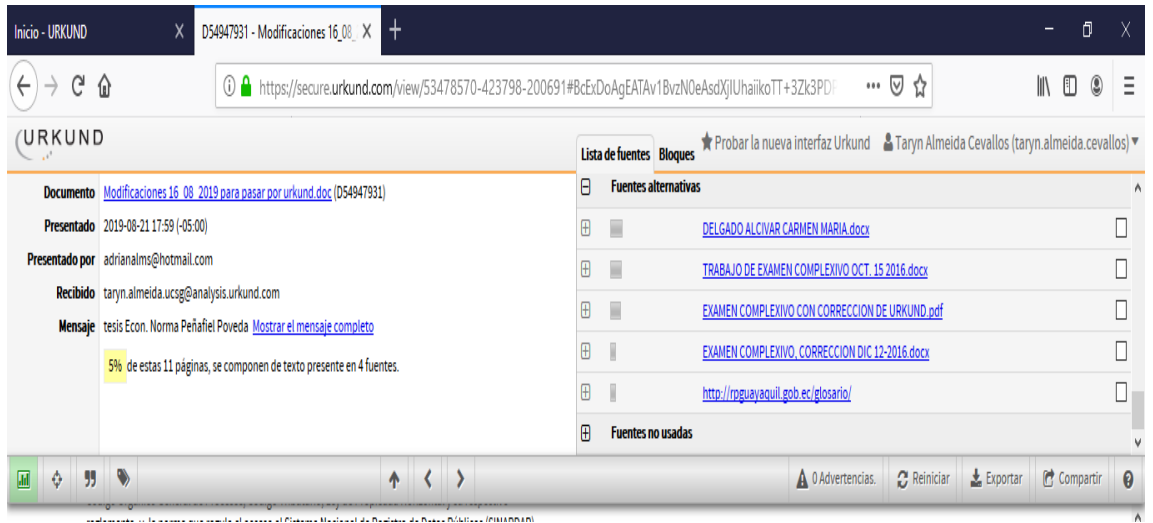 Inicio - URKUND
D54947931 - Modificaciones 16_08_
https://secure.urkund.com/view/53478570-423798-200691#BcExDoAgEATAv1BvzN0eAsdXjIUhaiikoTT+3Zk3PDF
URKUND
Lista de fuentes Bloques
Probar la nueva interfaz Urkund
Taryn Almeida Cevallos (taryn.almeida.cevallos)
Documento Modificaciones 16_08_2019 para pasar por urkund.doc (D54947931)
Presentado 2019-08-21 17:59 (-05:00)
Presentado por adrianalms@hotmail.com
Recibido taryn.almeida.ucsg@analysis.urkund.com
Mensaje tesis Econ. Norma Peñafiel Poveda Mostrar el mensaje completo
5% de estas 11 páginas, se componen de texto presente en 4 fuentes.
Fuentes alternativas
DELGADO ALCIVAR CARMEN MARIA.docx
TRABAJO DE EXAMEN COMPLEXIVO OCT. 15 2016.docx
EXAMEN COMPLEXIVO CON CORRECCION DE URKUND.pdf
EXAMEN COMPLEXIVO, CORRECCION DIC 12-2016.docx
http://rpguayaquil.gob.ec/glosario/
Fuentes no usadas
0 Advertencias.
Reiniciar
Exportar
Compartir